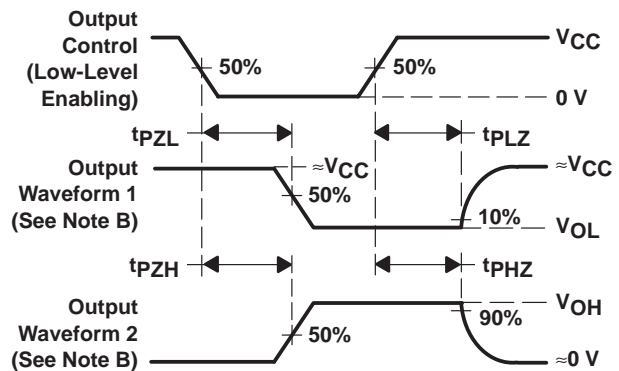 Output
Control
(Low-Level
Enabling)
50%
50%
VCC
0 V
tPZL
tPLZ
Output
Waveform 1
(See Note B)
≈VCC
50%
≈VCC
10%
VOL
tPZH
tPHZ
Output
Waveform 2
(See Note B)
50%
VOH
90%
≈0 V